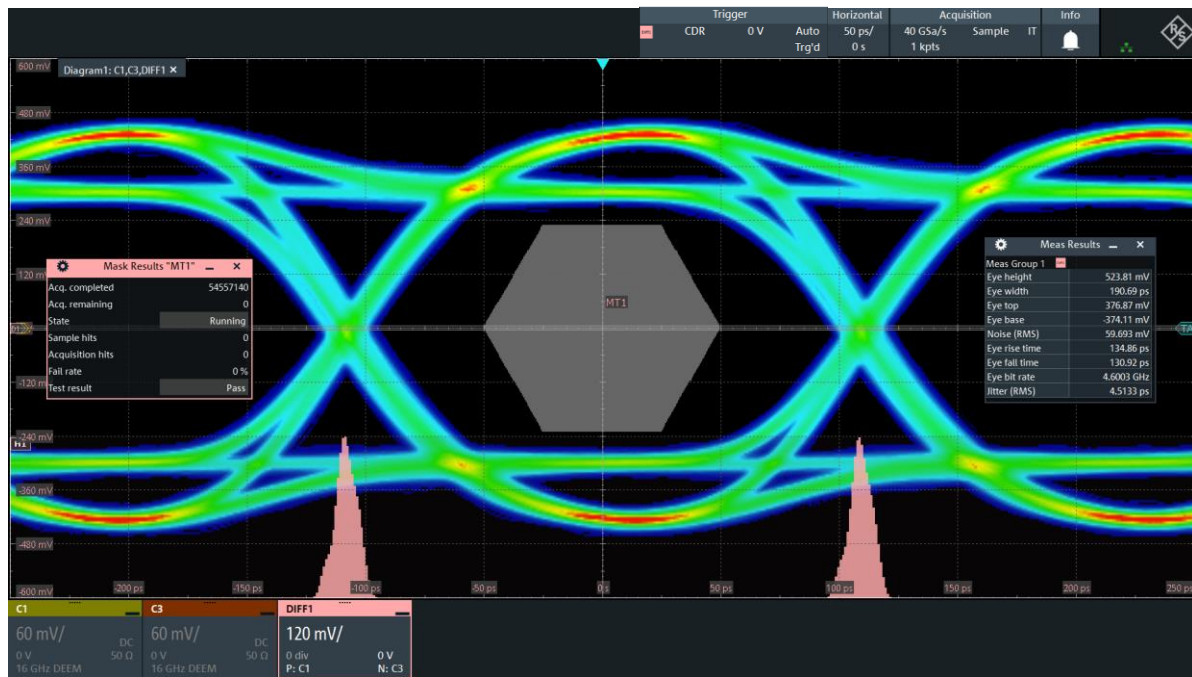 Trigger Horizontal Acquisition Info
CDR 0 V Auto 50 ps/ 40 GSa/s Sample IT
Trg'd 0 s 1 kpts
R&S
600 mV
Diagram1: C1,C3,DIFF1 ×
480 mV
360 mV
240 mV
120 mV
-120 mV
-240 mV
-360 mV
-480 mV
-600 mV
MT1
TA
H1
Mask Results "MT1"
Acq. completed 54557140
Acq. remaining 0
State Running
Sample hits 0
Acquisition hits 0
Fail rate 0 %
Test result Pass
Meas Results
Meas Group 1
Eye height 523.81 mV
Eye width 190.69 ps
Eye top 376.87 mV
Eye base -374.11 mV
Noise (RMS) 59.693 mV
Eye rise time 134.86 ps
Eye fall time 130.92 ps
Eye bit rate 4.6003 GHz
Jitter (RMS) 4.5133 ps
-200 ps -150 ps -100 ps -50 ps 0 s 50 ps 100 ps 150 ps 200 ps 250 ps
C1 C3 DIFF1
60 mV/ DC 60 mV/ DC 120 mV/
0 V 50 Ω 0 V 50 Ω 0 div 0 V
16 GHz DEEM 16 GHz DEEM P: C1 N: C3